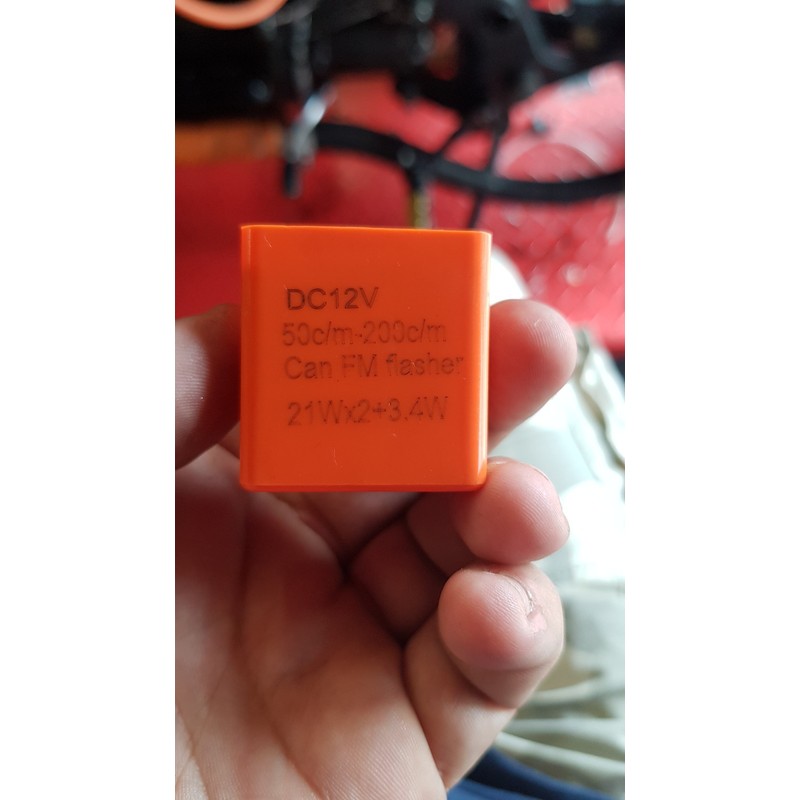 DC12V
50c/m-200c/m
Can FM flasher
21Wx2+3.4W